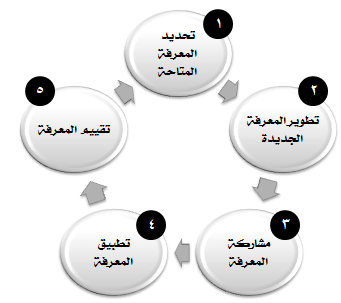 ١
تحديد
المعرفة
المتاحة
٢
تطوير المعرفة
الجديدة
٣
مشاركة
المعرفة
٤
تطبيق
المعرفة
٥
تقييم المعرفة